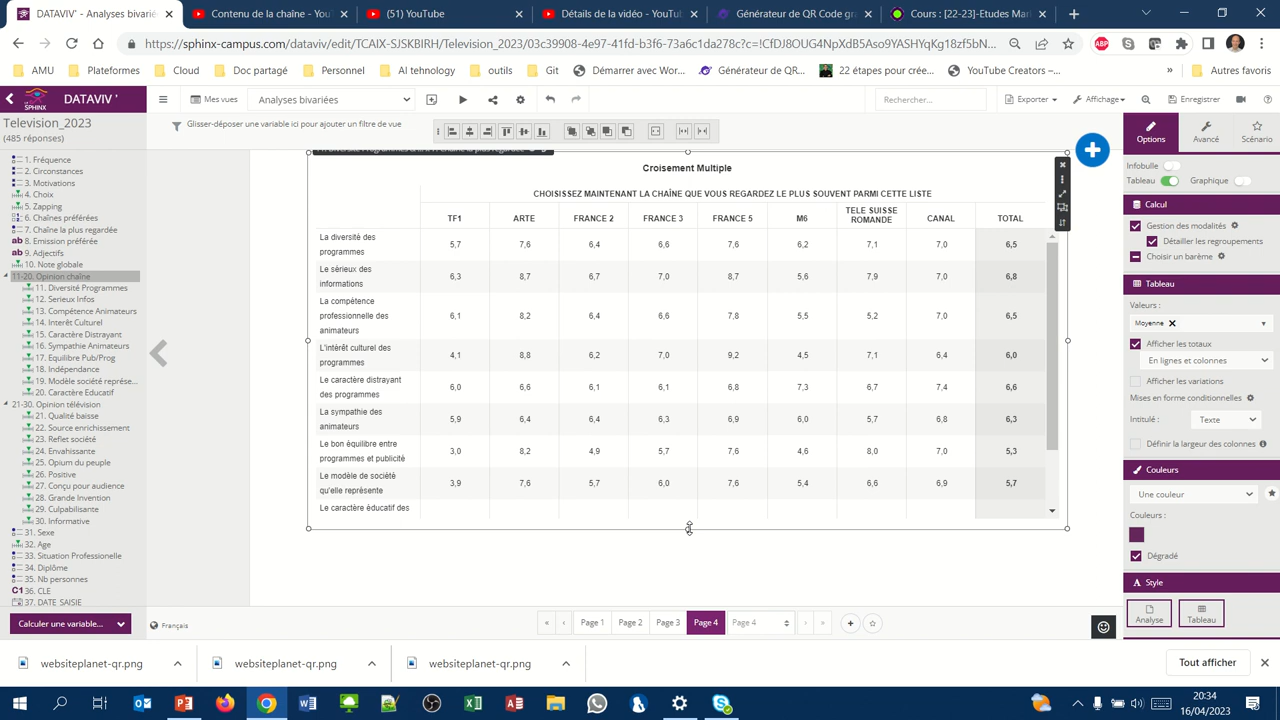 DATAVIV' - Analyses bivariées
Contenu de la chaîne - You
(51) YouTube
Détails de la vidéo - YouTu
Générateur de QR Code gra
Cours : [22-23]-Etudes Mar
https://sphinx-campus.com/dataviv/edit/
AMU
Plateformes
Cloud
Doc partagé
Personnel
AI tehnology
outils
Git
Démarrer avec Wor...
Générateur de QR...
22 étapes pour crée...
YouTube Creators –...
»
Autres favoris
SPHINX
DATAVIV '
Mes vues
Analyses bivariées
Rechercher...
Exporter
Affichage
Enregistrer
Television_2023
(485 réponses)
Glisser-déposer une variable ici pour ajouter un filtre de vue
1. Fréquence
2. Circonstances
3. Motivations
4. Choix
5. Zapping
6. Chaînes préférées
7. Chaîne la plus regardée
ab 8. Emission préférée
ab 9. Adjectifs
10. Note globale
11-20. Opinion chaîne
11. Diversité Programmes
12. Serieux Infos
13. Compétence Animateurs
14. Interêt Culturel
15. Caractère Distrayant
16. Sympathie Animateurs
17. Equilibre Pub/Prog
18. Indépendance
19. Modèle société représe...
20. Caractère Educatif
21-30. Opinion télévision
21. Qualité baisse
22. Source enrichissement
23. Reflet société
24. Envahissante
25. Opium du peuple
26. Positive
27. Conçu pour audience
28. Grande Invention
29. Culpabilisante
30. Informative
31. Sexe
32. Age
33. Situation Professionelle
34. Diplôme
35. Nb personnes
C1 36. CLE
37. DATE_SAISIE
Calculer une variable...
Croisement Multiple
CHOISISSEZ MAINTENANT LA CHAÎNE QUE VOUS REGARDEZ LE PLUS SOUVENT PARMI CETTE LISTE
TF1 ARTE FRANCE 2 FRANCE 3 FRANCE 5 M6 TELE SUISSE ROMANDE CANAL TOTAL
La diversité des programmes 5,7 7,6 6,4 6,6 7,6 6,2 7,1 7,0 6,5
Le sérieux des informations 6,3 8,7 6,7 7,0 8,7 5,6 7,9 7,0 6,8
La compétence professionelle des animateurs 6,1 8,2 6,4 6,6 7,8 5,5 5,2 7,0 6,5
L'intérêt culturel des programmes 4,1 8,8 6,2 7,0 9,2 4,5 7,1 6,4 6,0
Le caractère distrayant des programmes 6,0 6,6 6,1 6,1 6,8 7,3 6,7 7,4 6,6
La sympathie des animateurs 5,9 6,4 6,4 6,3 6,9 6,0 5,7 6,8 6,3
Le bon équilibre entre programmes et publicité 3,0 8,2 4,9 5,7 7,6 4,6 8,0 7,0 5,3
Le modèle de société qu'elle représente 3,9 7,6 5,7 6,0 7,6 5,4 6,6 6,9 5,7
Le caractère éducatif des
Français
« ‹ Page 1 Page 2 Page 3 Page 4 Page 4 › »
Options
Avancé
Scénario
Infobulle
Tableau
Graphique
Calcul
Gestion des modalités
Détailler les regroupements
Choisir un barème
Tableau
Valeurs :
Moyenne ×
Afficher les totaux
En lignes et colonnes
Afficher les variations
Mises en forme conditionnelles
Intitulé :
Texte
Définir la largeur des colonnes
Couleurs
Une couleur
Couleurs :
Dégradé
A Style
Analyse
Tableau
websiteplanet-qr.png
websiteplanet-qr.png
websiteplanet-qr.png
Tout afficher
20:34
16/04/2023